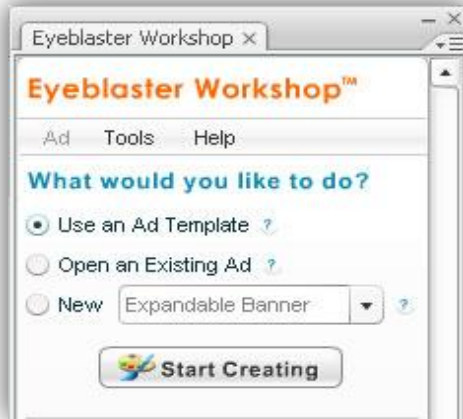 Eyeblaster Workshop
Eyeblaster Workshop™
Ad Tools Help
What would you like to do?
Use an Ad Template ?
Open an Existing Ad ?
New Expandable Banner ?
Start Creating